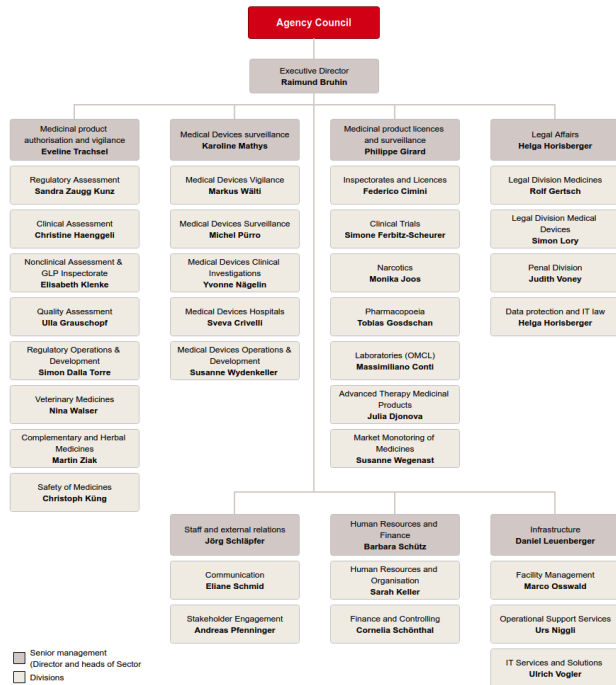 Agency Council
Executive Director
Raimund Bruhin
Medicinal product
authorisation and vigilance
Eveline Trachsel
Regulatory Assessment
Sandra Zaugg Kunz
Clinical Assessment
Christine Haenggeli
Nonclinical Assessment &
GLP Inspectorate
Elisabeth Klenke
Quality Assessment
Ulla Grauschopf
Regulatory Operations &
Development
Simon Dalla Torre
Veterinary Medicines
Nina Walser
Complementary and Herbal
Medicines
Martin Ziak
Safety of Medicines
Christoph Küng
Medical Devices surveillance
Karoline Mathys
Medical Devices Vigilance
Markus Wälti
Medical Devices Surveillance
Michel Pürro
Medical Devices Clinical
Investigations
Yvonne Nägelin
Medical Devices Hospitals
Sveva Crivelli
Medical Devices Operations &
Development
Susanne Wydenkeller
Medicinal product licences
and surveillance
Philippe Girard
Inspectorates and Licences
Federico Cimini
Clinical Trials
Simone Ferbitz-Scheurer
Narcotics
Monika Joos
Pharmacopoeia
Tobias Gosdschan
Laboratories (OMCL)
Massimiliano Conti
Advanced Therapy Medicinal
Products
Julia Djonova
Market Monotoring of
Medicines
Susanne Wegenast
Legal Affairs
Helga Horisberger
Legal Division Medicines
Rolf Gertsch
Legal Division Medical
Devices
Simon Lory
Penal Division
Judith Voney
Data protection and IT law
Helga Horisberger
Staff and external relations
Jörg Schläpfer
Communication
Eliane Schmid
Stakeholder Engagement
Andreas Pfenninger
Human Resources and
Finance
Barbara Schütz
Human Resources and
Organisation
Sarah Keller
Finance and Controlling
Cornelia Schönthal
Infrastructure
Daniel Leuenberger
Facility Management
Marco Osswald
Operational Support Services
Urs Niggli
IT Services and Solutions
Ulrich Vogler
Senior management
(Director and heads of Sector
Divisions